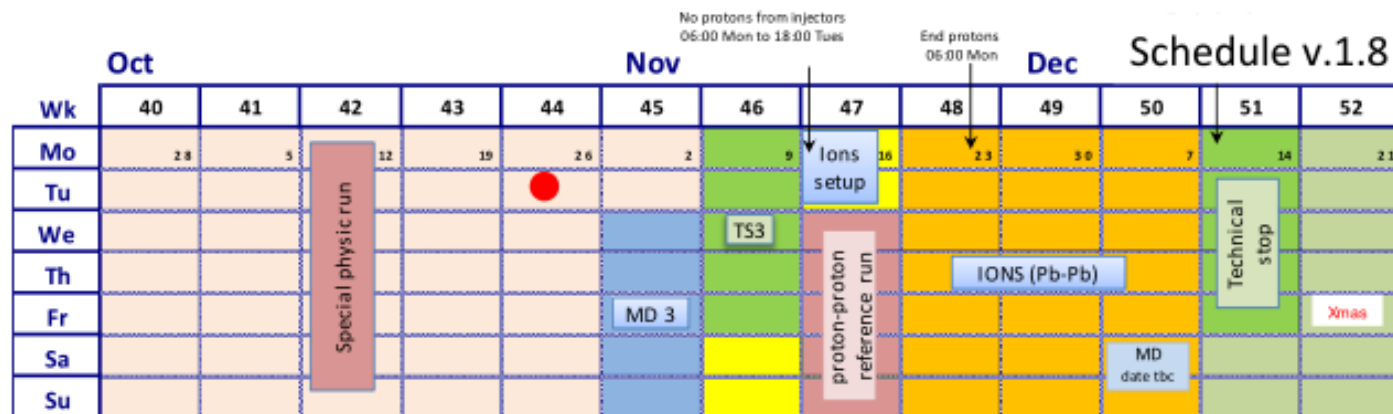 No protons from injectors
06:00 Mon to 18:00 Tues
End protons
06:00 Mon
Schedule v.1.8
Oct Nov Dec
Wk 40 41 42 43 44 45 46 47 48 49 50 51 52
Mo 28 5 12 19 26 2 9 16 23 30 7 14 21
Ions
setup
Tu
We
TS3
Th
IONS (Pb-Pb)
Fr
MD 3
Xmas
Sa
MD
date tbc
Su
Special physic run
proton-proton
reference run
Technical
stop